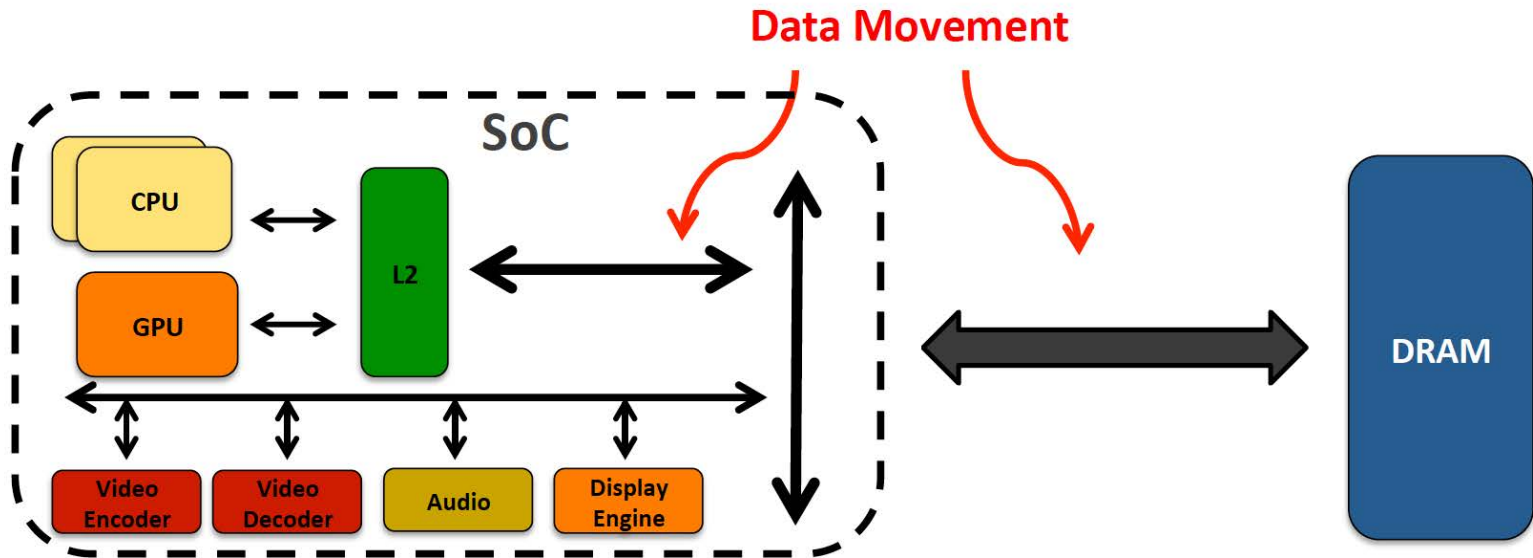 Data Movement
SoC
CPU
L2
GPU
DRAM
Video
Encoder
Video
Decoder
Audio
Display
Engine